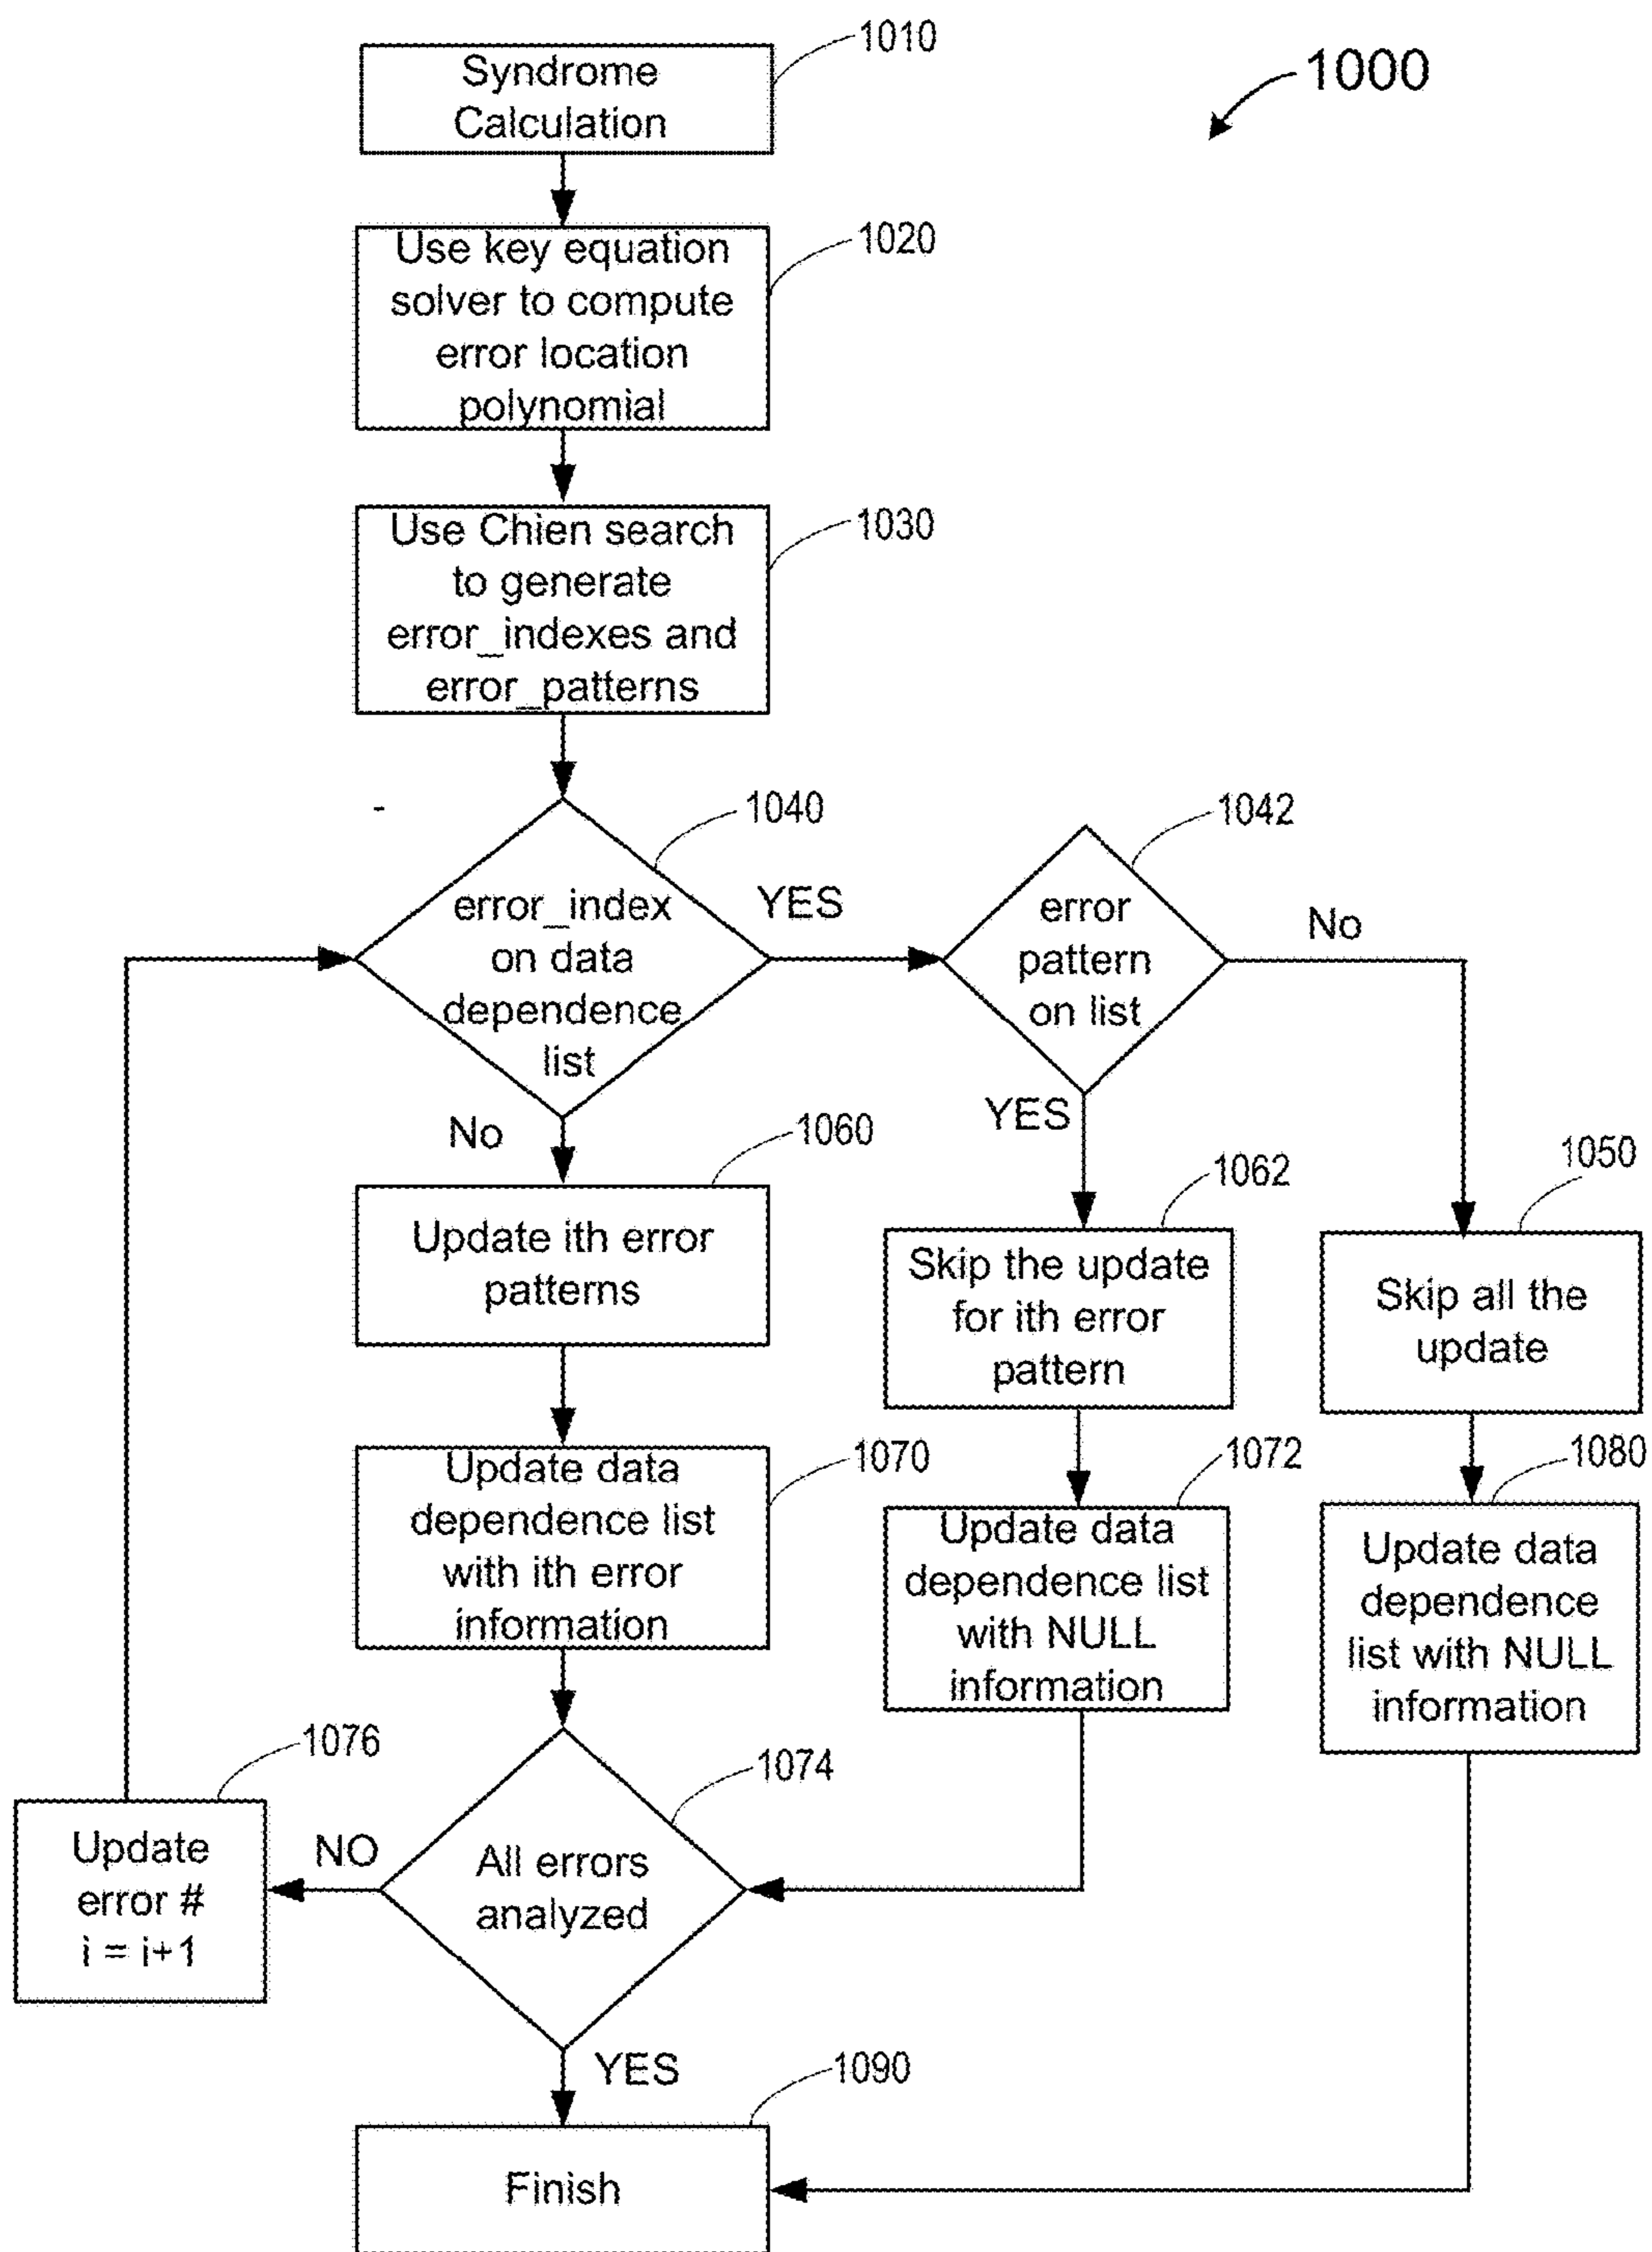 1010
1000
Syndrome
Calculation
1020
Use key equation
solver to compute
error location
polynomial
1030
Use Chien search
to generate
error_indexes and
error_patterns
1040
1042
error_index
on data
dependence
list
YES
error
pattern
on list
No
YES
No
1060
1062
1050
Update ith error
patterns
Skip the update
for ith error
pattern
Skip all the
update
1070
1072
1080
Update data
dependence list
with ith error
information
Update data
dependence list
with NULL
information
Update data
dependence
list with NULL
information
1076
1074
Update
error #
i = i+1
NO
All errors
analyzed
YES
1090
Finish